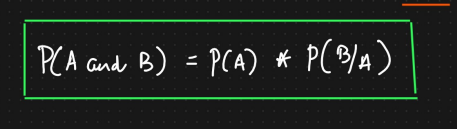 P(A and B) = P(A) * P(B/A)